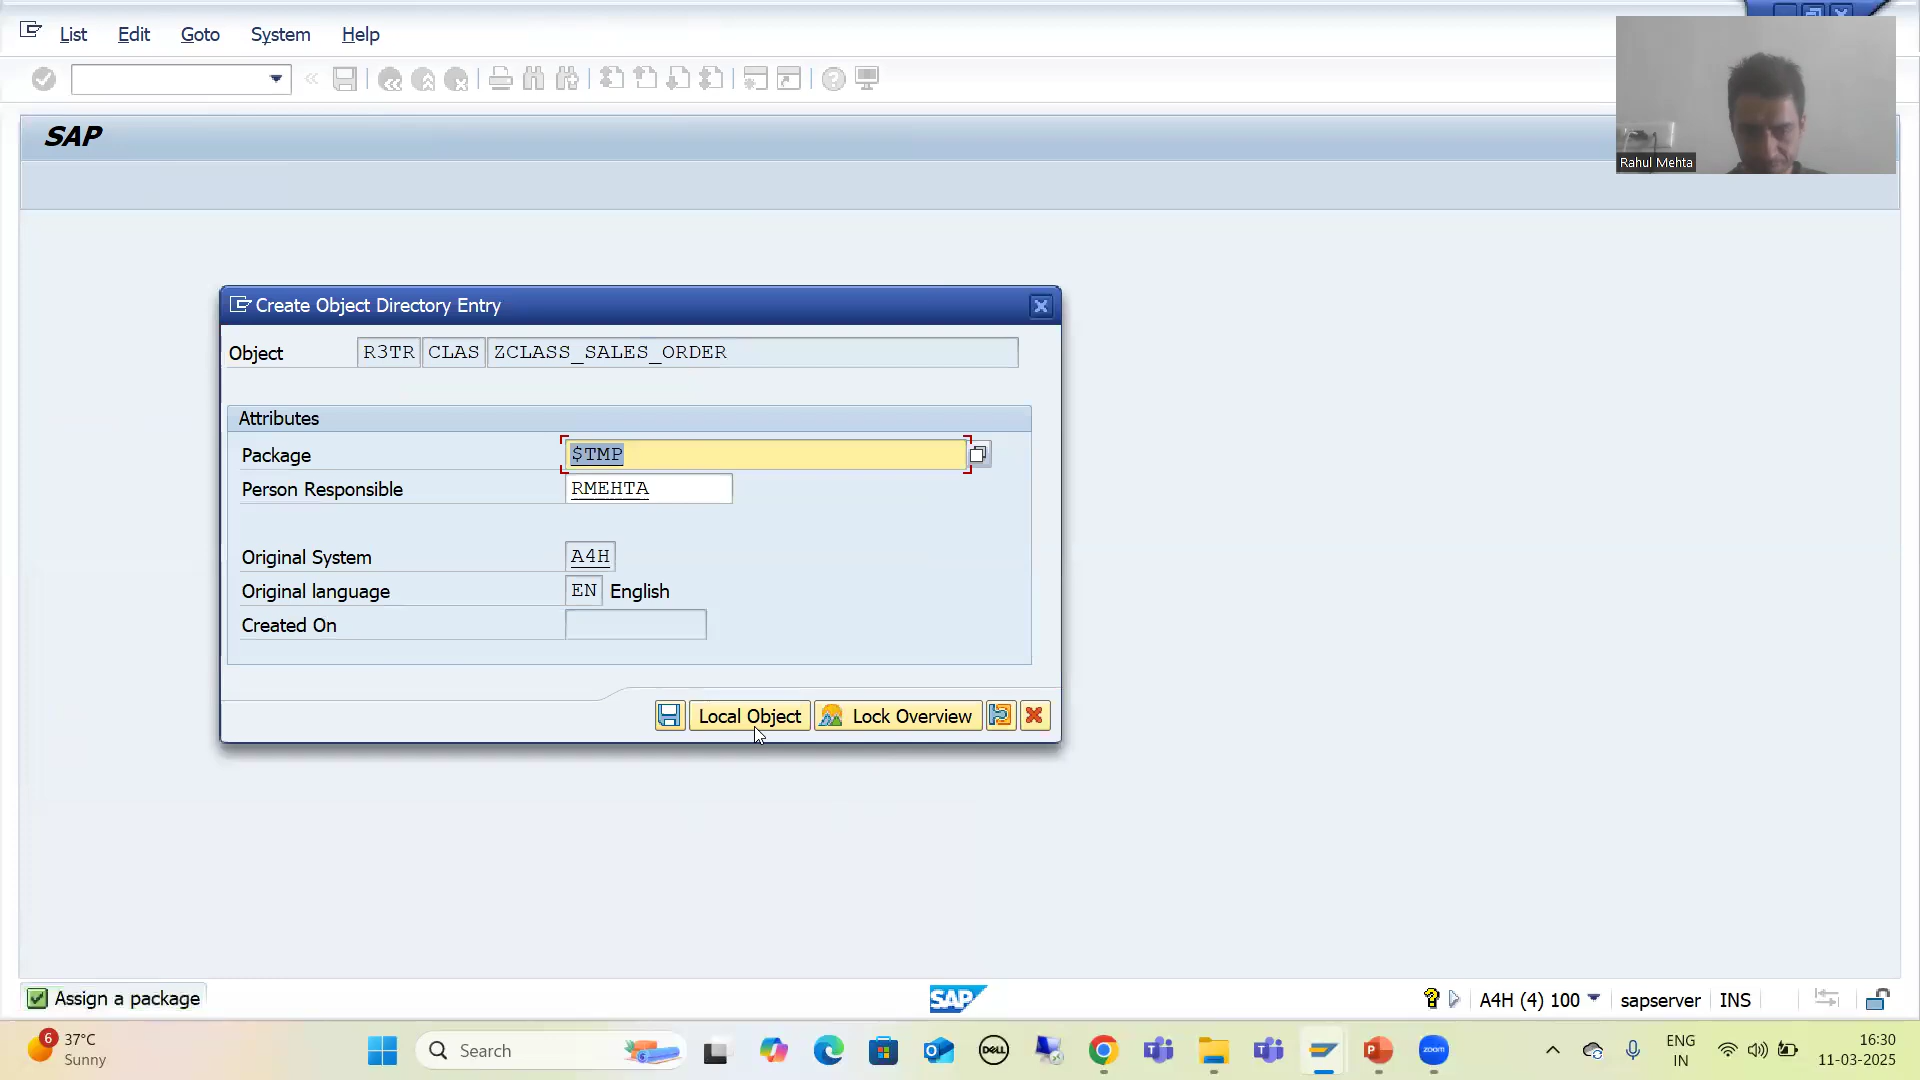 List Edit Goto System Help
SAP
Rahul Mehta
Create Object Directory Entry
Object R3TR CLAS ZCLASS_SALES_ORDER
Attributes
Package $TMP
Person Responsible RMEHTA
Original System A4H
Original language EN English
Created On
Local Object Lock Overview
Assign a package SAP A4H (4) 100 sapserver INS
6 37°C
Sunny
Search
DELL
zoom
ENG
IN
16:30
11-03-2025